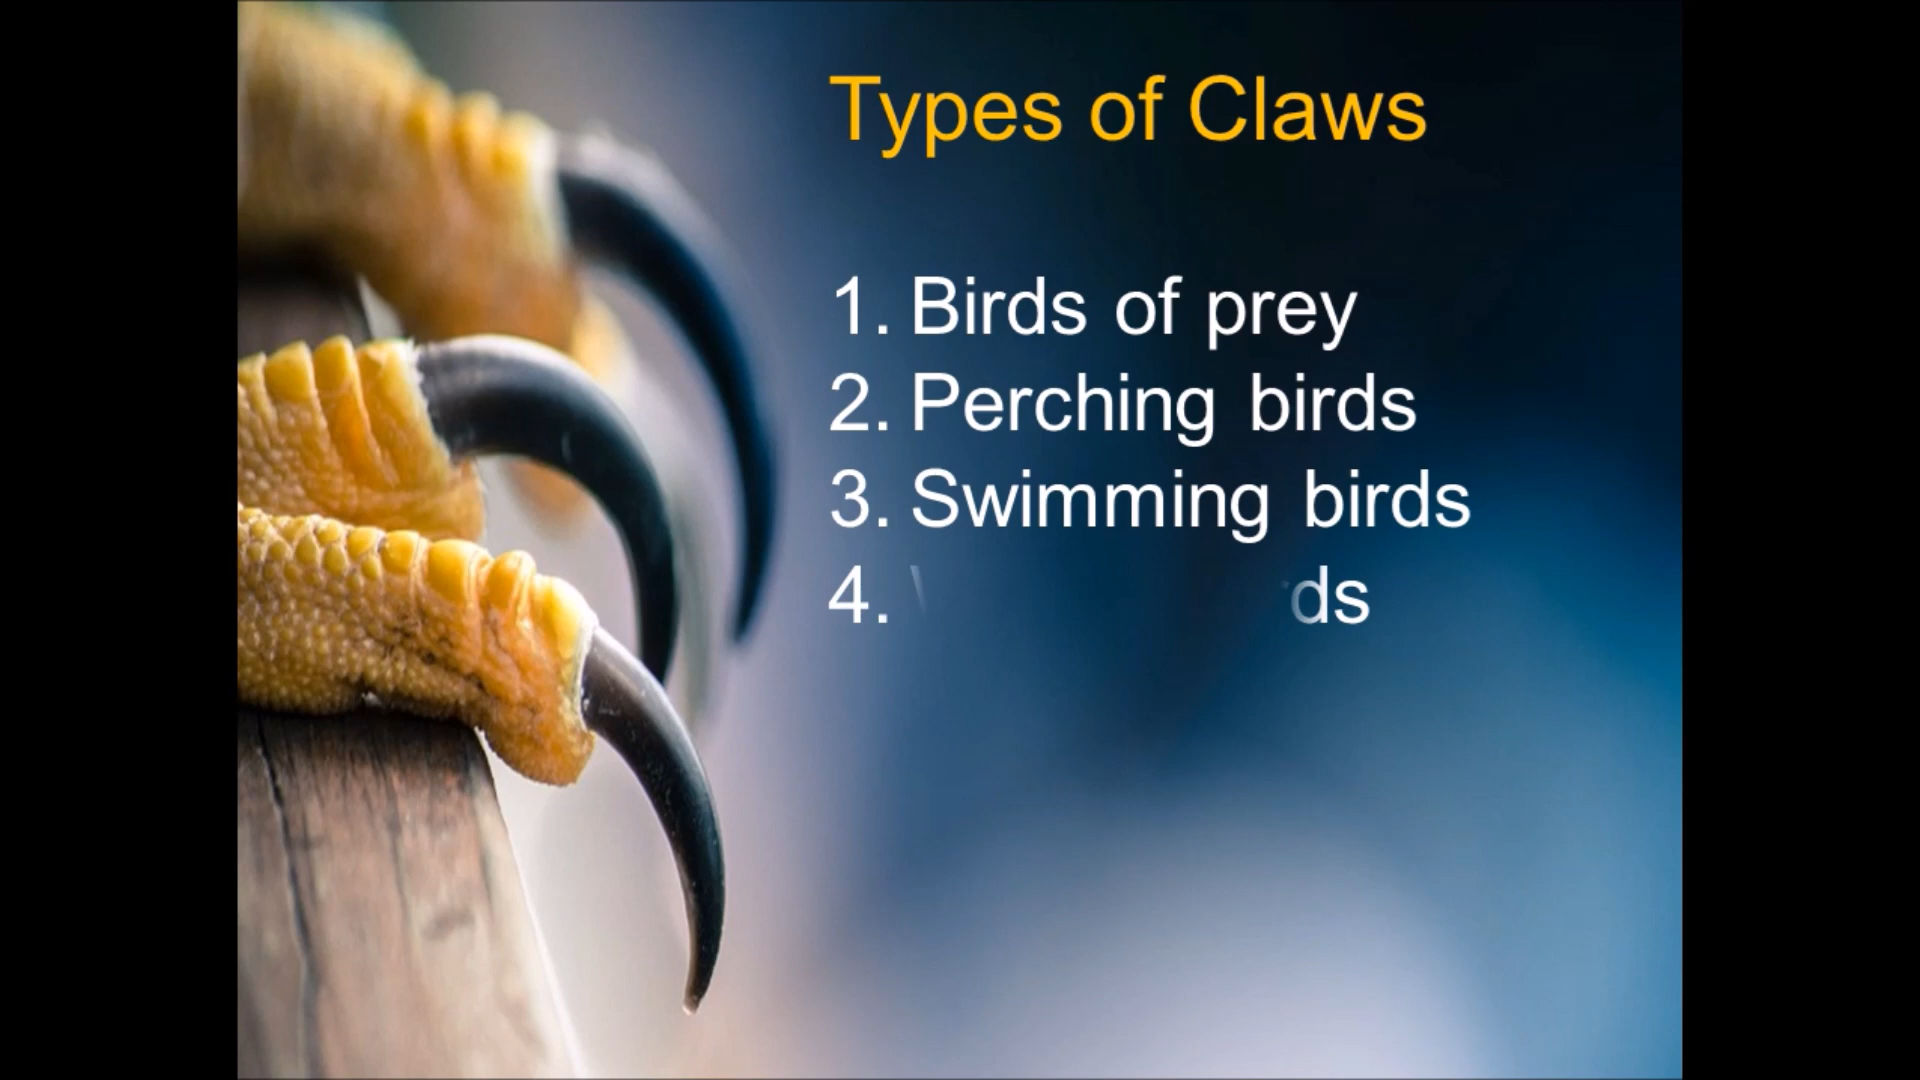 Types of Claws
1. Birds of prey
2. Perching birds
3. Swimming birds
4.